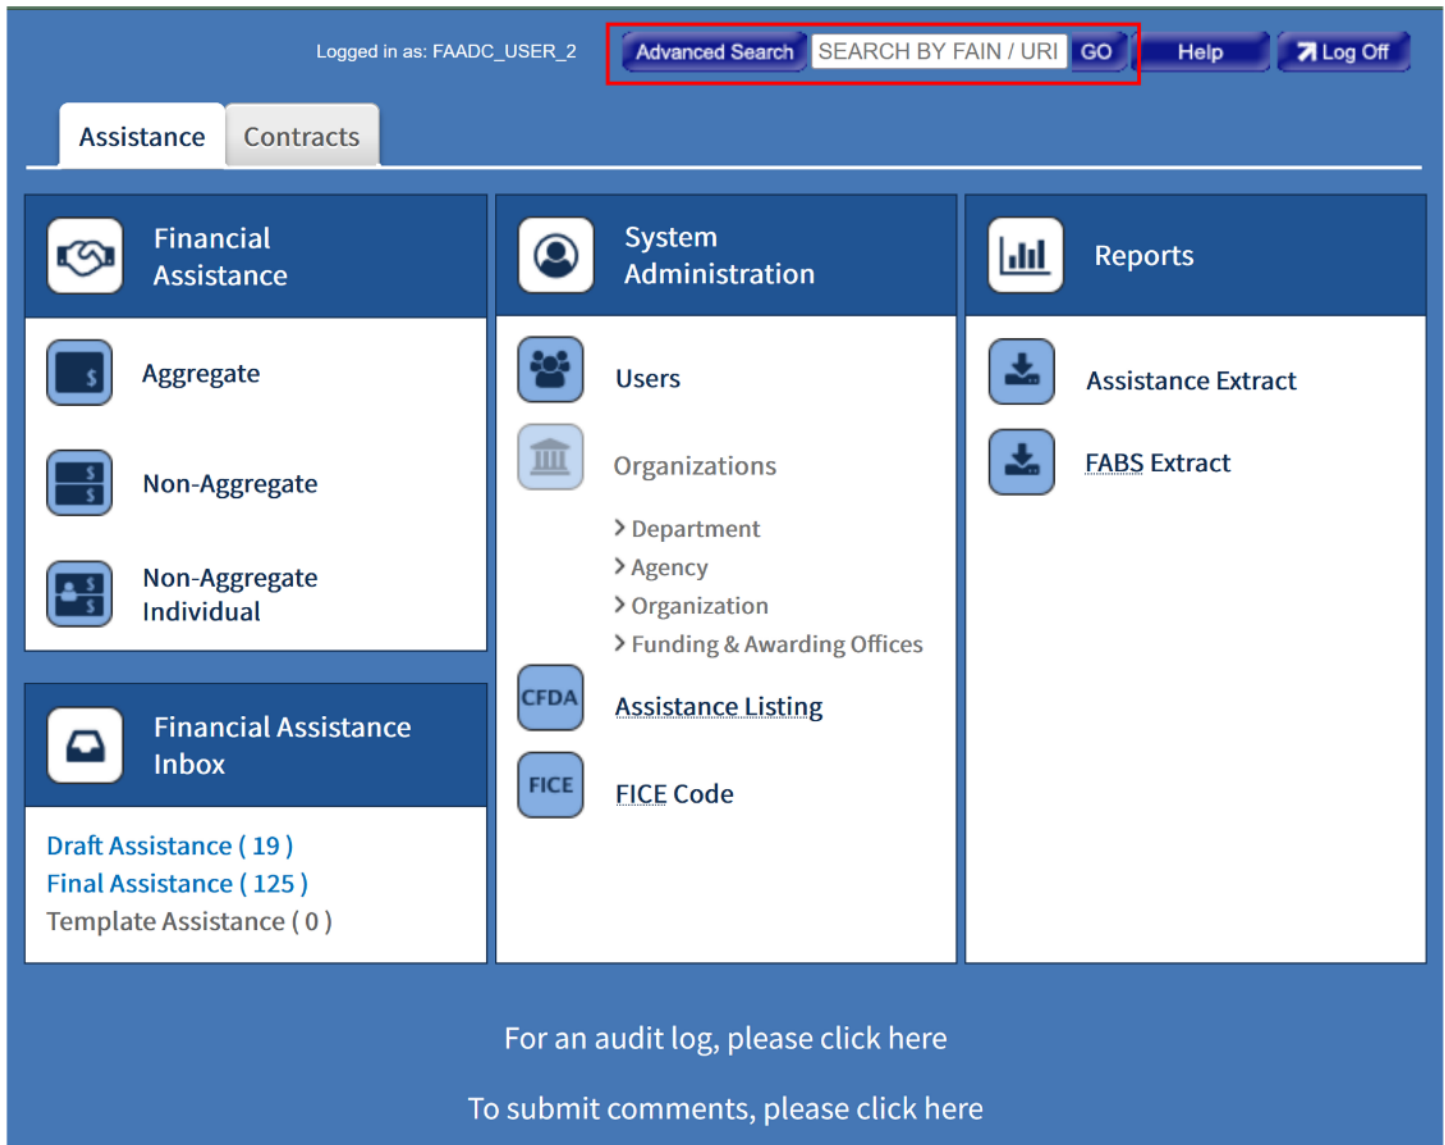 Logged in as: FAADC_USER_2
Advanced Search
SEARCH BY FAIN / URI
GO
Help
Log Off
Assistance
Contracts
Financial
Assistance
Aggregate
$
Non-Aggregate
$
$
Non-Aggregate
Individual
$
$
Financial Assistance
Inbox
Draft Assistance ( 19 )
Final Assistance ( 125 )
Template Assistance ( 0 )
System
Administration
Users
Organizations
> Department
> Agency
> Organization
> Funding & Awarding Offices
CFDA
Assistance Listing
FICE
FICE Code
Reports
Assistance Extract
FABS Extract
For an audit log, please click here
To submit comments, please click here